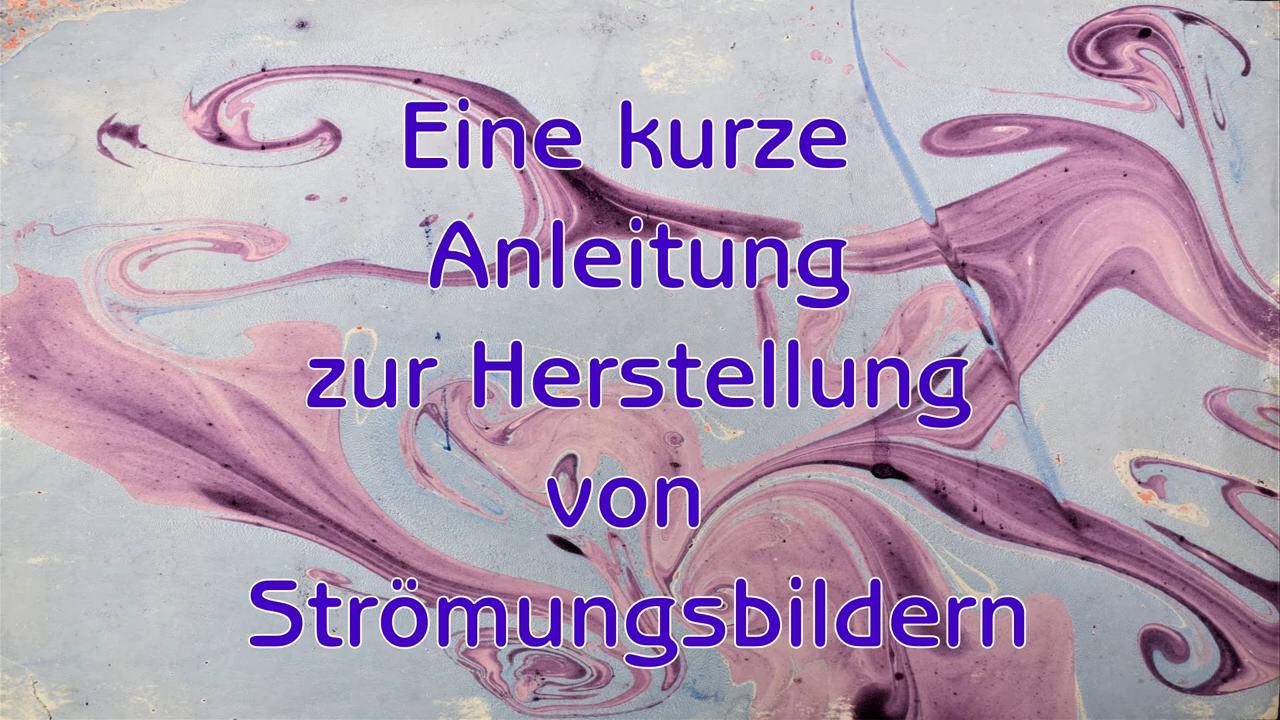 Eine kurze
Anleitung
zur Herstellung
von
Strömungsbildern